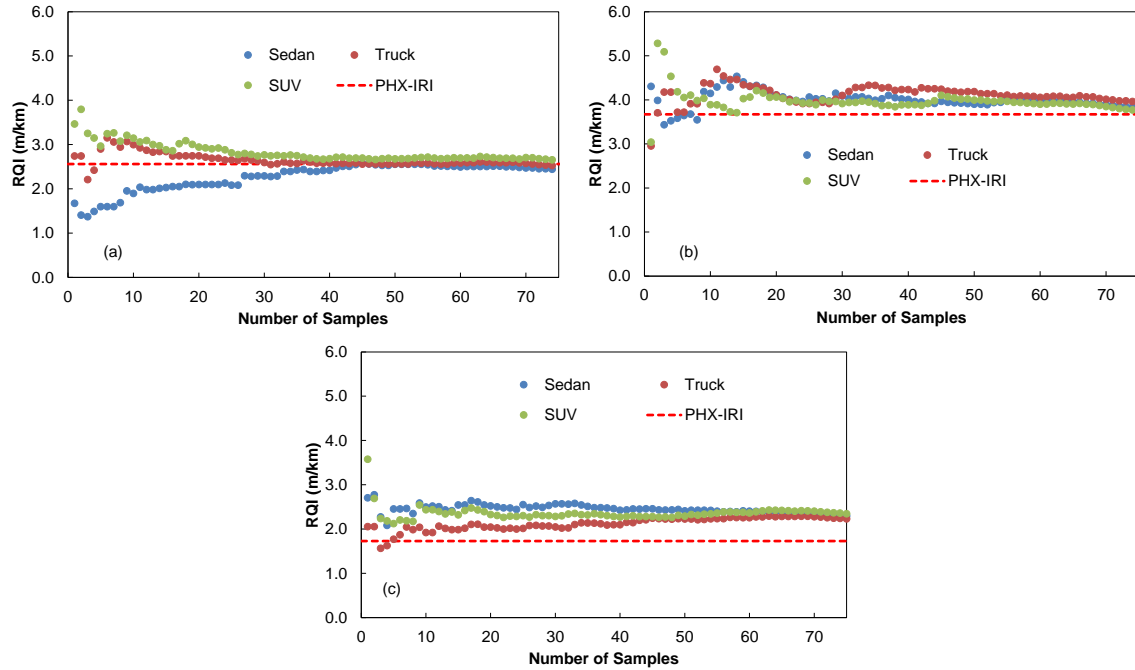 6.0
5.0
4.0
3.0
2.0
1.0
0.0
RQI (m/km)
Sedan
Truck
SUV
PHX-IRI
(a)
0 10 20 30 40 50 60 70
Number of Samples
6.0
5.0
4.0
3.0
2.0
1.0
0.0
RQI (m/km)
Sedan
Truck
SUV
PHX-IRI
(b)
0 10 20 30 40 50 60 70
Number of Samples
6.0
5.0
4.0
3.0
2.0
1.0
0.0
RQI (m/km)
Sedan
Truck
SUV
PHX-IRI
(c)
0 10 20 30 40 50 60 70
Number of Samples